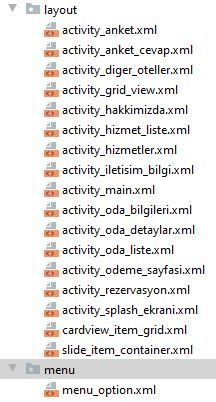 layout
activity_anket.xml
activity_anket_cevap.xml
activity_diger_oteller.xml
activity_grid_view.xml
activity_hakkimizda.xml
activity_hizmet_liste.xml
activity_hizmetler.xml
activity_iletisim_bilgi.xml
activity_main.xml
activity_oda_bilgileri.xml
activity_oda_detaylar.xml
activity_oda_liste.xml
activity_odeme_sayfasi.xml
activity_rezervasyon.xml
activity_splash_ekrani.xml
cardview_item_grid.xml
slide_item_container.xml
menu
menu_option.xml